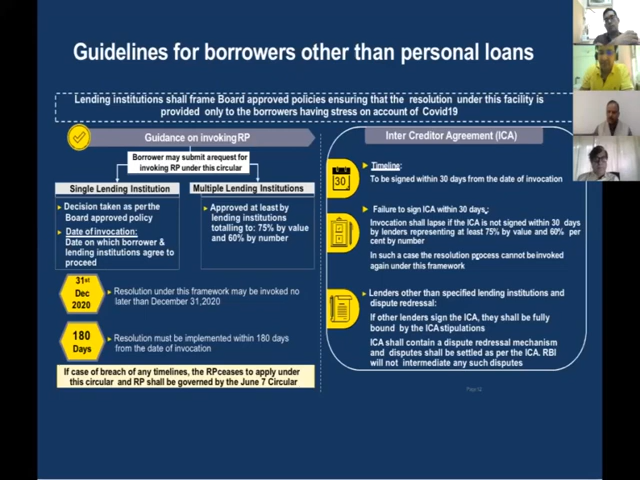 Guidelines for borrowers other than personal loans
Lending institutions shall frame Board approved policies ensuring that the resolution under this facility is
provided only to the borrowers having stress on account of Covid19
Guidance on invoking RP
Borrower may submit arequest for
invoking RP under this circular
Single Lending Institution
Multiple Lending Institutions
Decision taken as perthe
Board approved policy
Date of invocation:
Date on which borrower &
lending institutions agree to
proceed
Approved at least by
lending institutions
totalling to: 75% by value
and 60% by number
31st
Dec
2020
Resolution under this framework may be invoked no
later than December 31,2020
180
Days
Resolution must be implemented within 180 days
from the date of invocation
If case of breach of any timelines, the RPceases to apply under
this circular and RP shall be governed by the June 7 Circular
Inter Creditor Agreement (ICA)
30
Timeline:
To be signed within 30 days from the date of invocation
Failure to sign ICA within 30 days,:
Invocation shall lapse if the ICA is not signed within 30 days
by lenders representing at least 75% by value and 60% per
cent by number
In such a case the resolution process cannot be invoked
again under this framework
Lenders other than specified lending institutions and
dispute redressal:
If other lenders sign the ICA, they shall be fully
bound by the ICA stipulations
ICA shall contain a dispute redressal mechanism
and disputes shall be settled as per the ICA. RBI
will not intermediate any such disputes